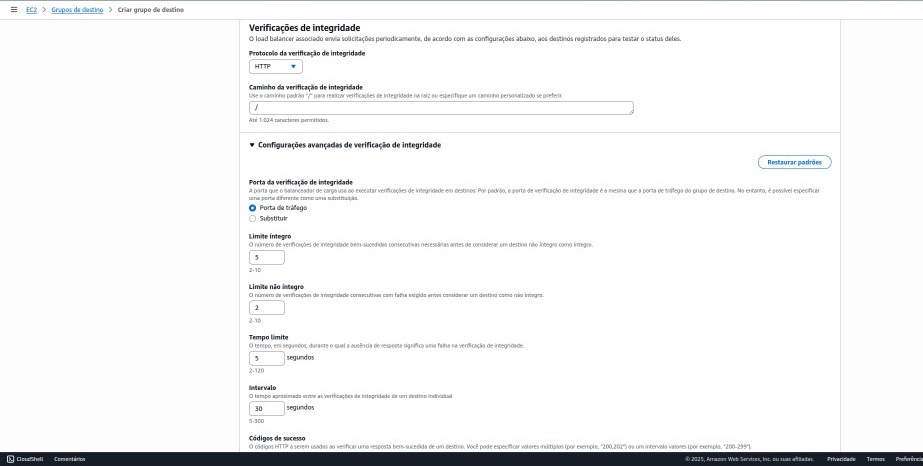 EC2 > Grupos de destino > Criar grupo de destino
Verificações de integridade
O load balancer associado envia solicitações periodicamente, de acordo com as configurações abaixo, aos destinos registrados para testar o status deles.
Protocolo da verificação de integridade
HTTP
Caminho da verificação de integridade
Use o caminho padrão "/" para realizar verificações de integridade na raiz ou especifique um caminho personalizado se preferir.
/
Até 1.024 caracteres permitidos.
Configurações avançadas de verificação de integridade
Restaurar padrões
Porta da verificação de integridade
A porta que o balanceador de carga usa ao executar verificações de integridade em destinos. Por padrão, a porta de verificação de integridade é a mesma que a porta de tráfego do grupo de destino. No entanto, é possível especificar
uma porta diferente como uma substituição.
Porta de tráfego
Substituir
Limite íntegro
O número de verificações de integridade bem-sucedidas consecutivas necessárias antes de considerar um destino não íntegro como íntegro.
5
2-10
Limite não íntegro
O número de verificações de integridade consecutivas com falha exigido antes considerar um destino como não íntegro.
2
2-10
Tempo limite
O tempo, em segundos, durante o qual a ausência de resposta significa uma falha na verificação de integridade.
5 segundos
2-120
Intervalo
O tempo aproximado entre as verificações de integridade de um destino individual
30 segundos
5-300
Códigos de sucesso
O códigos HTTP a serem usados ao verificar uma resposta bem-sucedida de um destino. Você pode especificar valores múltiplos (por exemplo, "200,202") ou um intervalo valores (por exemplo, "200-299").
CloudShell Comentários © 2025, Amazon Web Services, Inc. ou suas afiliadas. Privacidade Termos Preferência